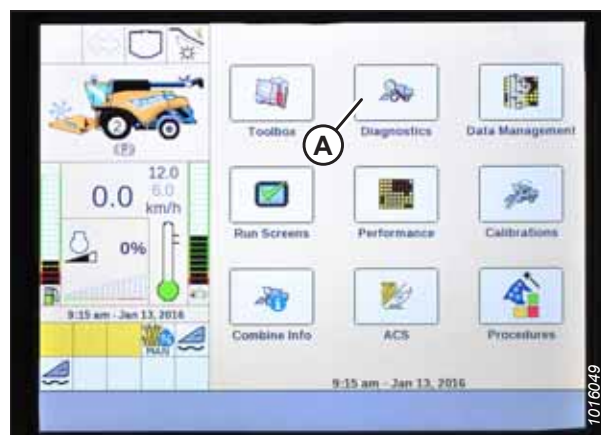 Toolbox
Diagnostics
Data Management
A
2
(P)
12.0
6.0
0.0
km/h
Run Screens
Performance
Calibrations
0%
9:15 am - Jan 13, 2016
MAN
Combine Info
ACS
Procedures
9:15 am - Jan 13, 2016
1016049